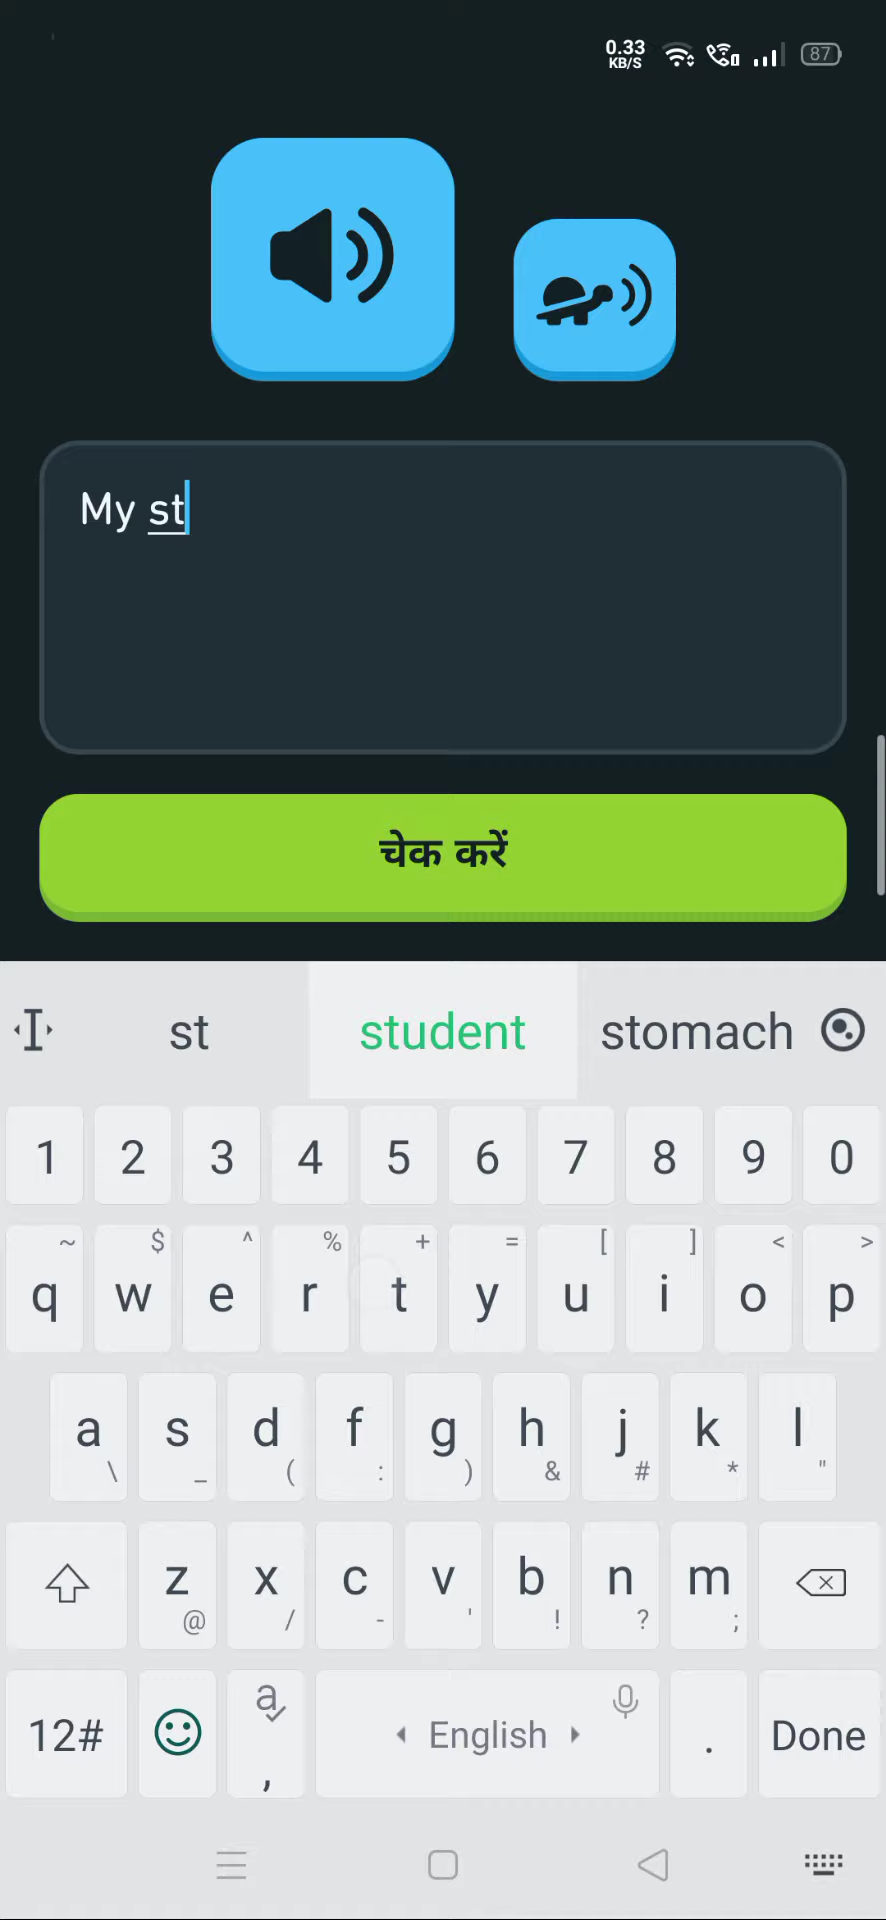 0.33
KB/S
87
My st
चेक करें
st student stomach
1 2 3 4 5 6 7 8 9 0
~ $ ^ % + = [ ] < >
q w e r t y u i o p
a s d f g h j k l
\ _ ( : ) & # * "
z x c v b n m
@ / - ' ! ? ;
12# a , English . Done